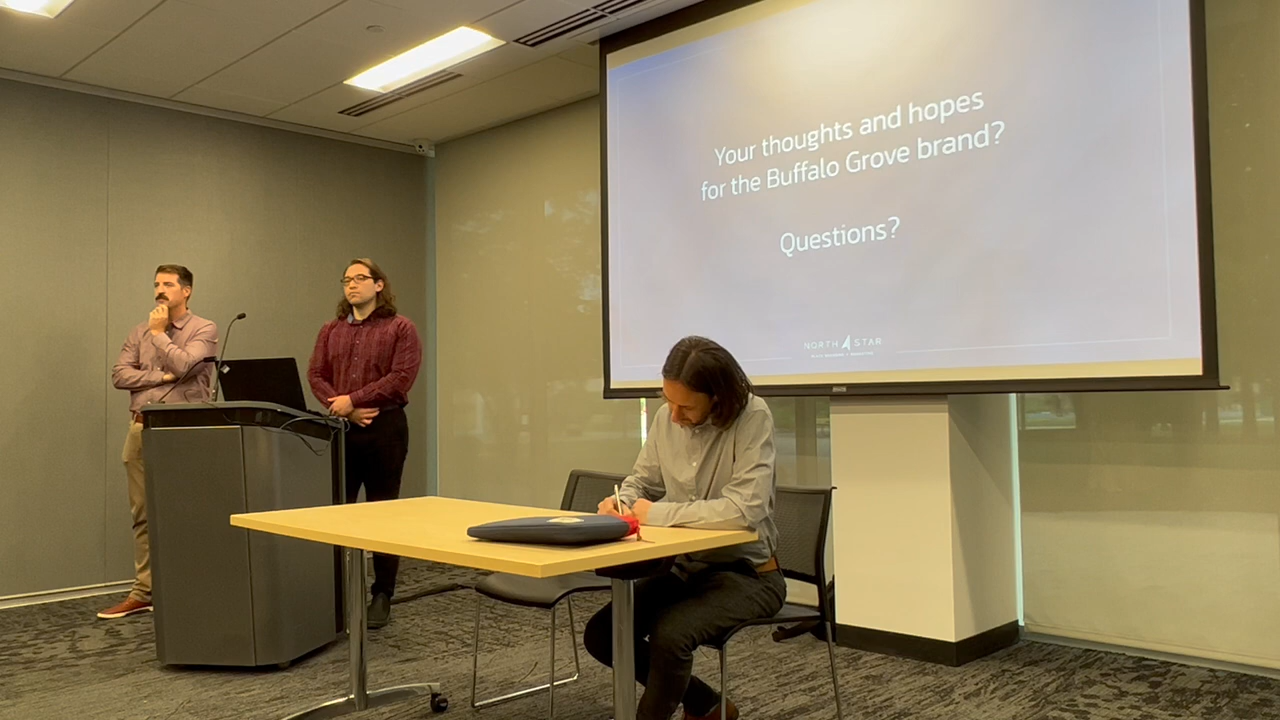 Your thoughts and hopes
for the Buffalo Grove brand?
Questions?
NORTH STAR